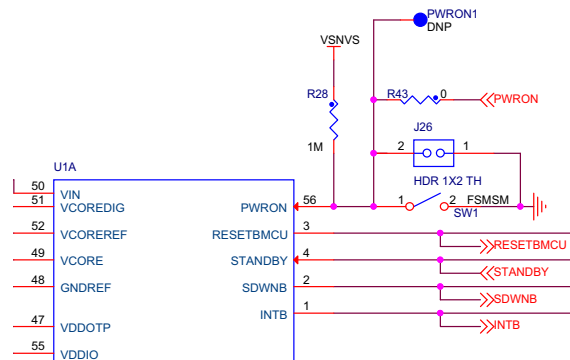 PWRON1
DNP
VSNVS
R28
1M
R43
0
PWRON
J26
2
1
HDR 1X2 TH
1
2
FSMSM
SW1
U1A
50
VIN
51
VCOREDIG
52
VCOREREF
49
VCORE
48
GNDREF
47
VDDOTP
55
VDDIO
PWRON
56
RESETBMCU
3
STANDBY
4
SDWNB
2
INTB
1
RESETBMCU
STANDBY
SDWNB
INTB